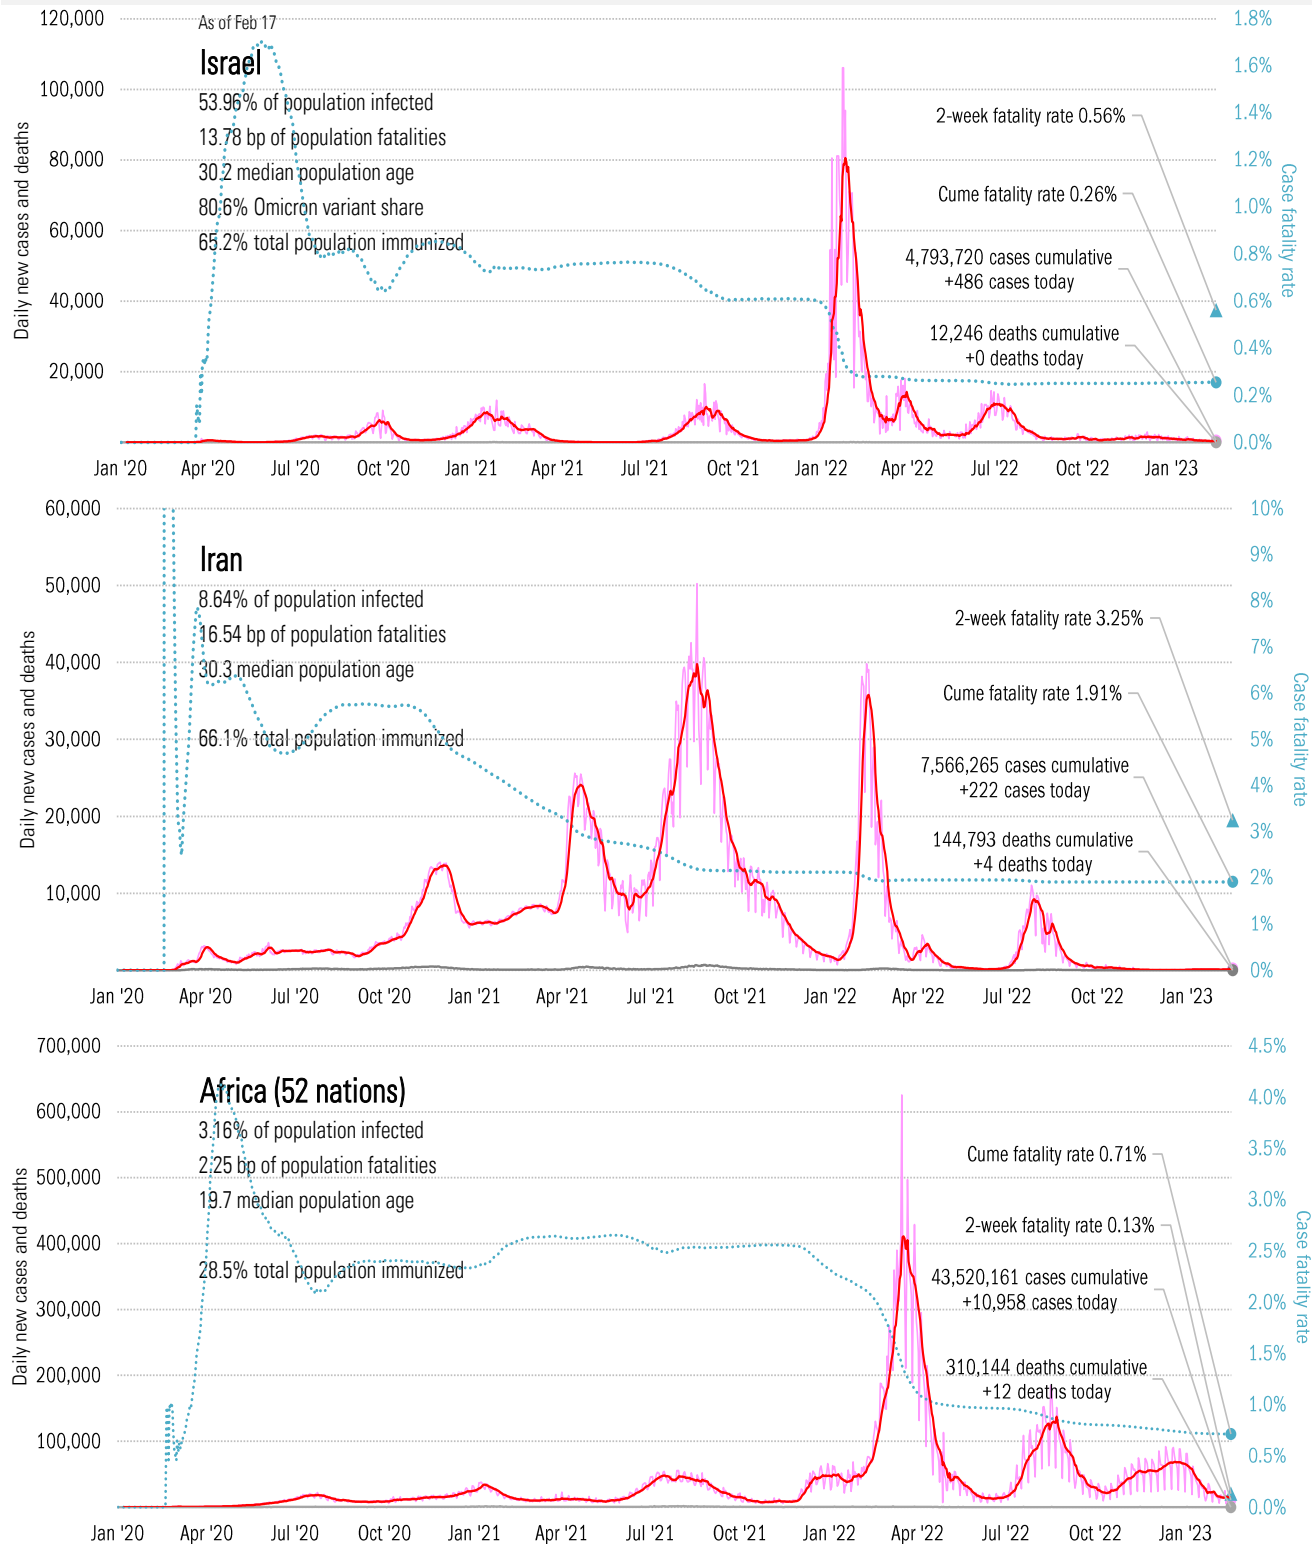 As of Feb 17
Israel
53.96% of population infected
13.78 bp of population fatalities
30.2 median population age
80.6% Omicron variant share
65.2% total population immunized
Daily new cases and deaths
120,000
100,000
80,000
60,000
40,000
20,000
2-week fatality rate 0.56%
Cume fatality rate 0.26%
4,793,720 cases cumulative
+486 cases today
12,246 deaths cumulative
+0 deaths today
1.8%
1.6%
1.4%
1.2%
1.0%
0.8%
0.6%
0.4%
0.2%
0.0%
Case fatality rate
Jan '20 Apr '20 Jul '20 Oct '20 Jan '21 Apr '21 Jul '21 Oct '21 Jan '22 Apr '22 Jul '22 Oct '22 Jan '23
Iran
8.64% of population infected
16.54 bp of population fatalities
30.3 median population age
66.1% total population immunized
Daily new cases and deaths
60,000
50,000
40,000
30,000
20,000
10,000
2-week fatality rate 3.25%
Cume fatality rate 1.91%
7,566,265 cases cumulative
+222 cases today
144,793 deaths cumulative
+4 deaths today
10%
9%
8%
7%
6%
5%
4%
3%
2%
1%
0%
Case fatality rate
Jan '20 Apr '20 Jul '20 Oct '20 Jan '21 Apr '21 Jul '21 Oct '21 Jan '22 Apr '22 Jul '22 Oct '22 Jan '23
Africa (52 nations)
3.16% of population infected
2.25 bp of population fatalities
19.7 median population age
28.5% total population immunized
Daily new cases and deaths
700,000
600,000
500,000
400,000
300,000
200,000
100,000
Cume fatality rate 0.71%
2-week fatality rate 0.13%
43,520,161 cases cumulative
+10,958 cases today
310,144 deaths cumulative
+12 deaths today
4.5%
4.0%
3.5%
3.0%
2.5%
2.0%
1.5%
1.0%
0.5%
0.0%
Case fatality rate
Jan '20 Apr '20 Jul '20 Oct '20 Jan '21 Apr '21 Jul '21 Oct '21 Jan '22 Apr '22 Jul '22 Oct '22 Jan '23